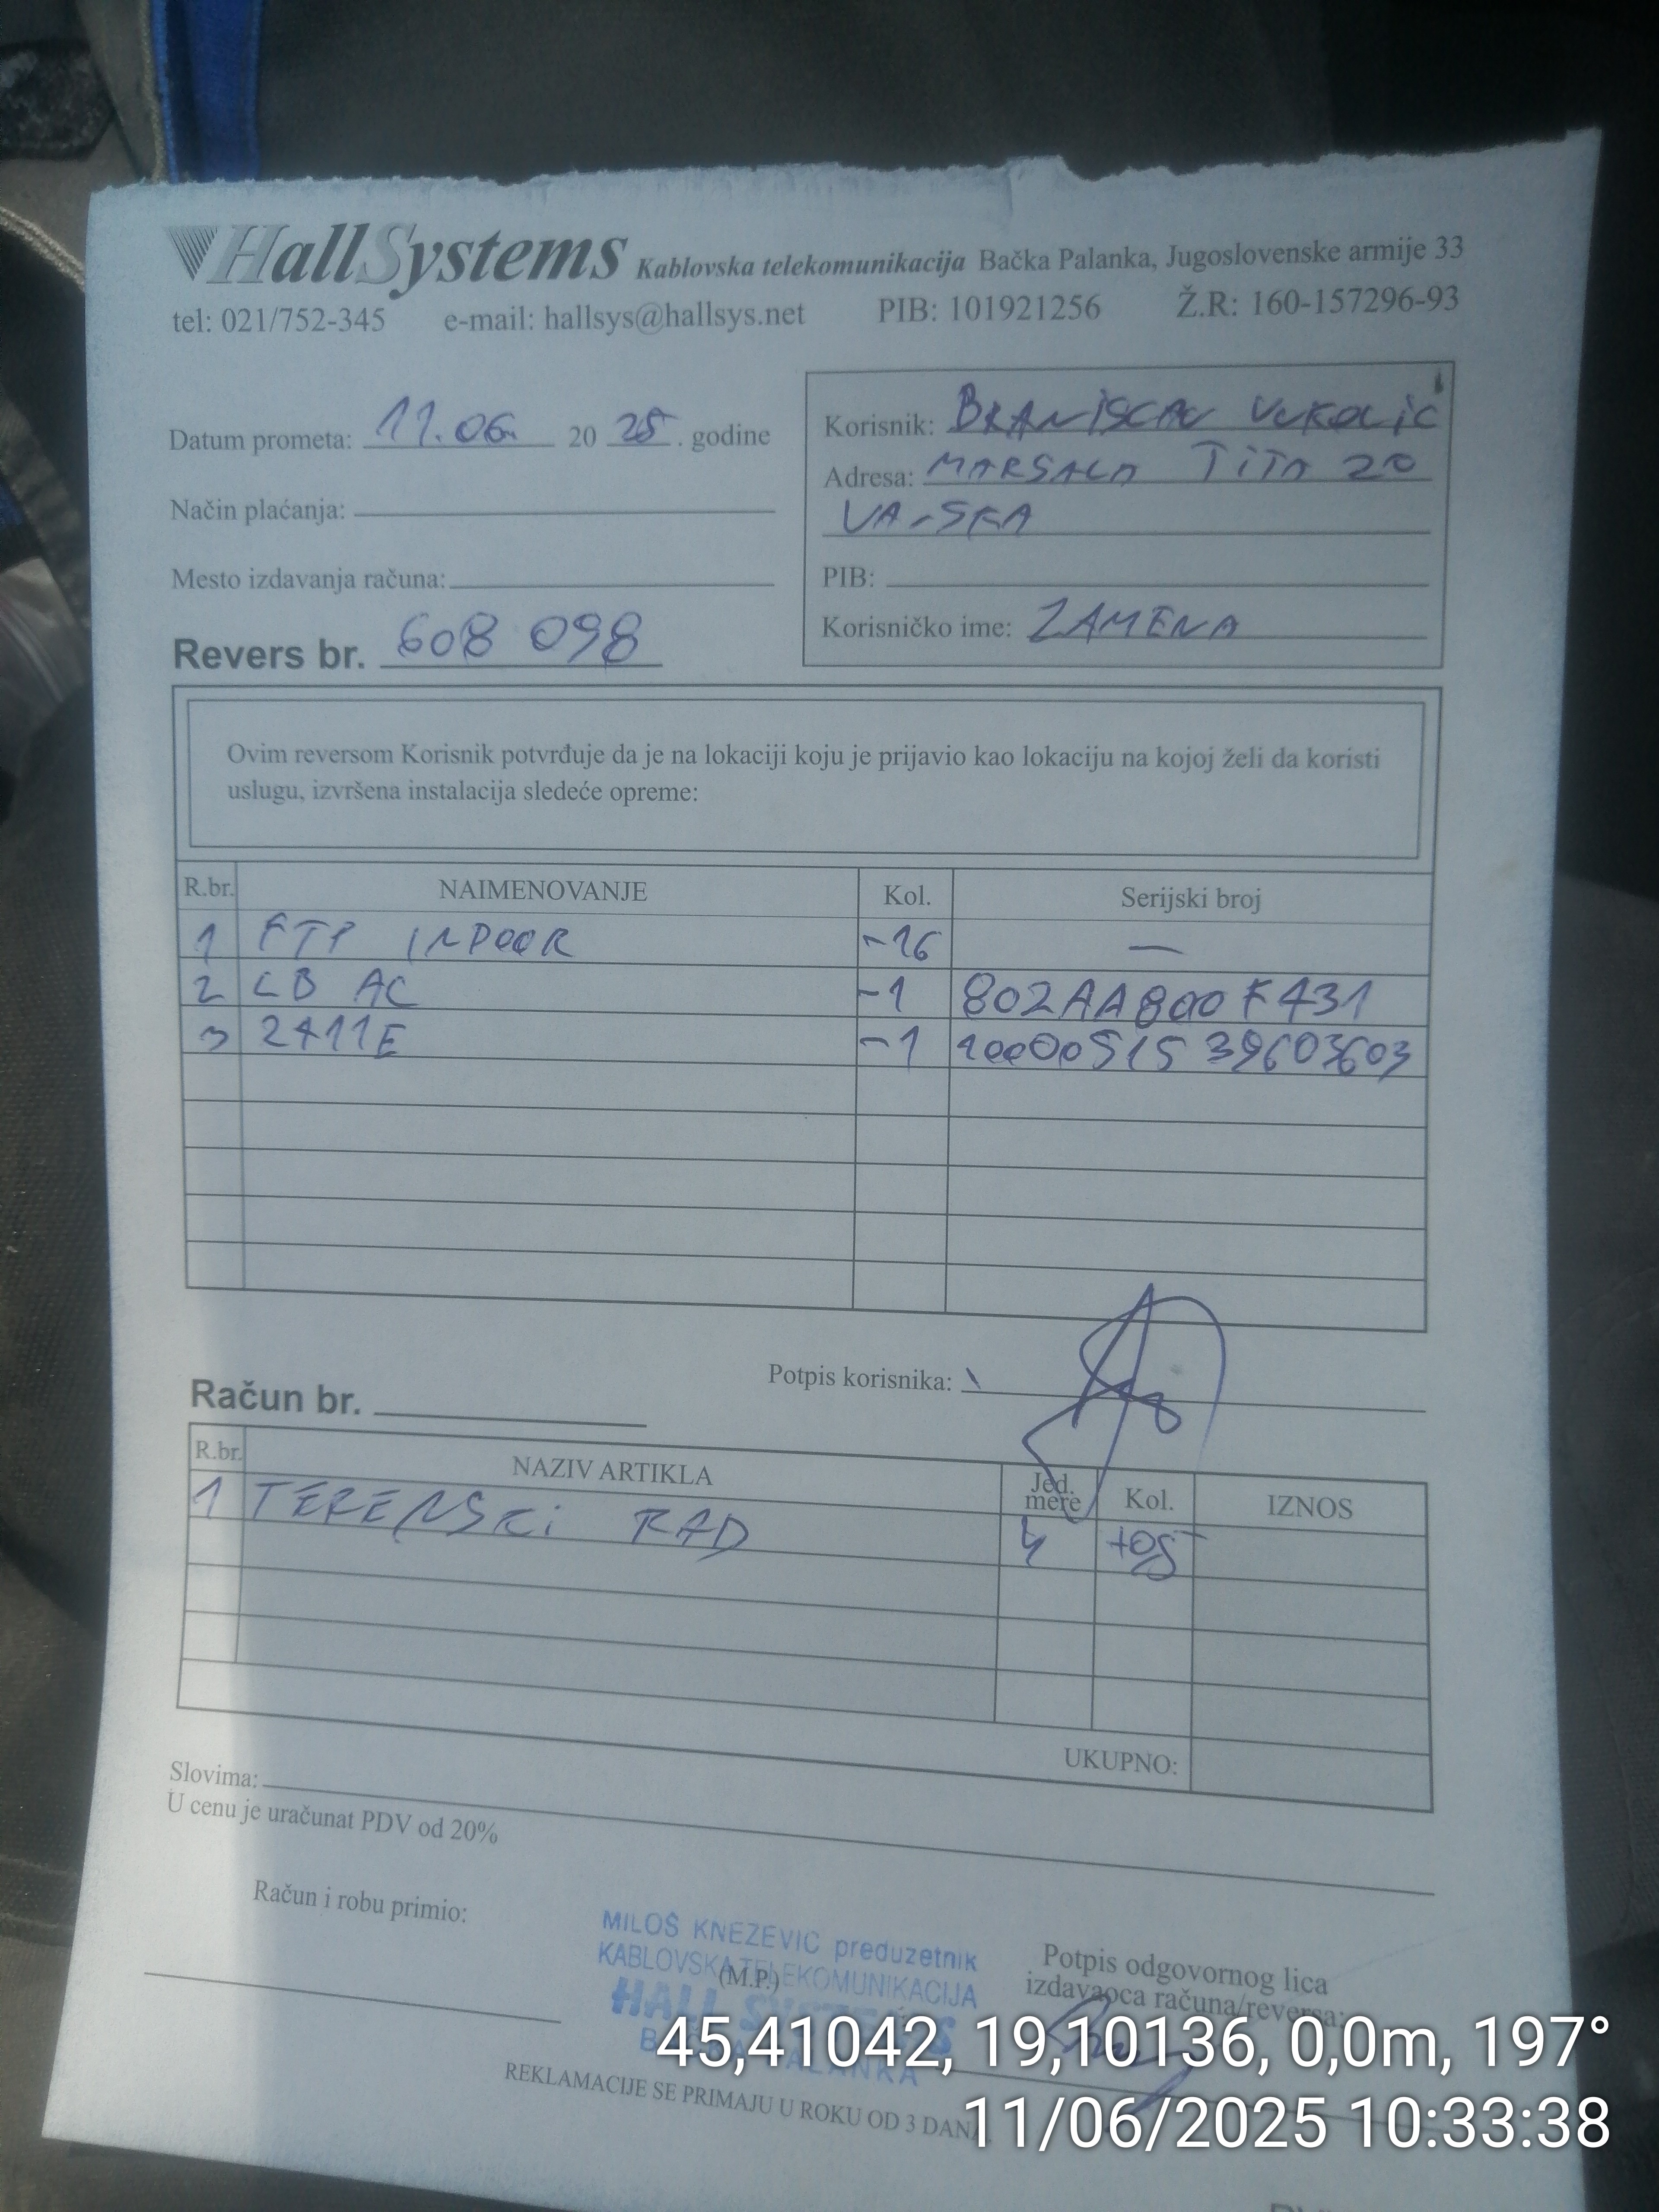 HallSystems Kablovska telekomunikacija Bačka Palanka, Jugoslovenske armije 33
tel: 021/752-345 e-mail: hallsys@hallsys.net PIB: 101921256 Ž.R: 160-157296-93
Datum prometa: 11.06. 20 25. godine
Način plaćanja:
Mesto izdavanja računa:
Revers br. 608 098
Korisnik: BRANISLAV VUKOLIĆ
Adresa: MARSALA TITA 20
VAJSKA
PIB:
Korisničko ime: ZAMENA
Ovim reversom Korisnik potvrđuje da je na lokaciji koju je prijavio kao lokaciju na kojoj želi da koristi
uslugu, izvršena instalacija sledeće opreme:
R.br. NAIMENOVANJE Kol. Serijski broj
1 FTP INDOOR -16 —
2 LB AC -1 802AA800F431
3 2411E -1 1000051539603603
Potpis korisnika:
Račun br.
R.br. NAZIV ARTIKLA Jed. mere Kol. IZNOS
1 TERENSKI RAD h +05
UKUPNO:
Slovima:
U cenu je uračunat PDV od 20%
Račun i robu primio:
MILOŠ KNEZEVIC preduzetnik
KABLOVSKA TELEKOMUNIKACIJA
(M.P.)
HALL SYSTEMS
BAČKA PALANKA
Potpis odgovornog lica
izdavaoca računa/reversa:
REKLAMACIJE SE PRIMAJU U ROKU OD 3 DANA
45,41042, 19,10136, 0,0m, 197°
11/06/2025 10:33:38